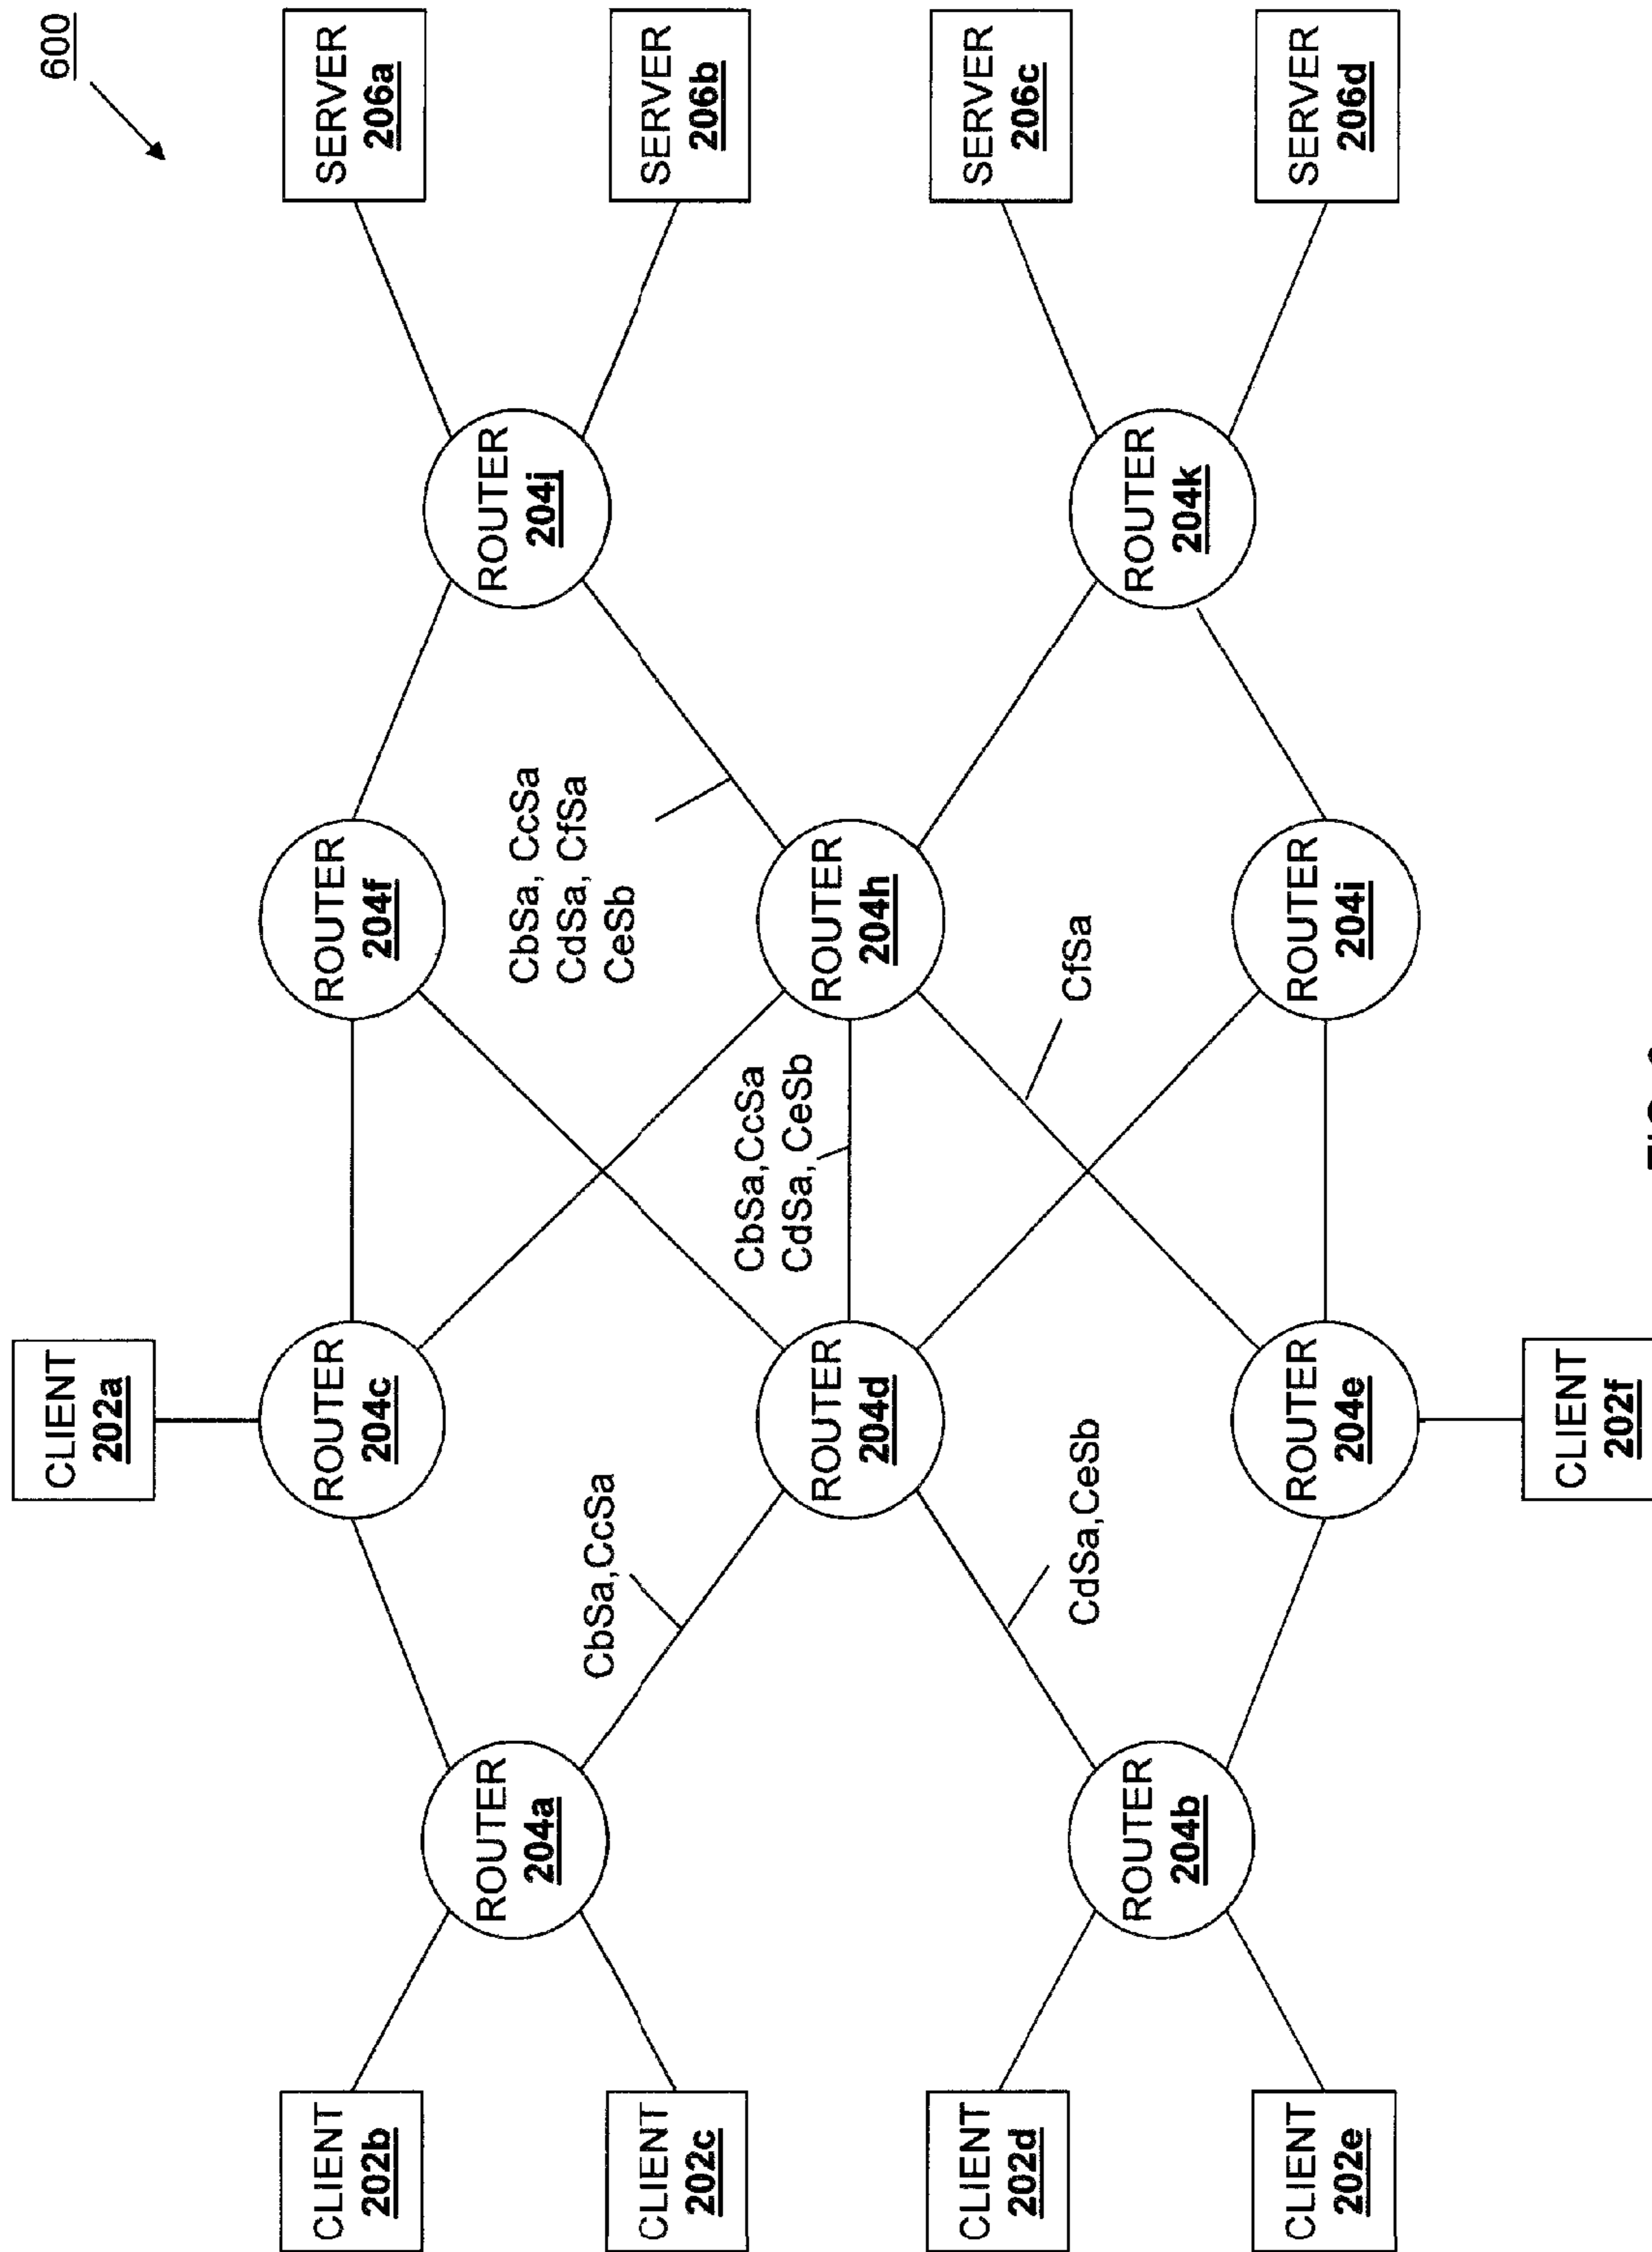 600
CLIENT
202a
CLIENT
202b
ROUTER
204c
ROUTER
204f
SERVER
206a
ROUTER
204a
ROUTER
204j
CbSa, CcSa
CdSa, CfSa
CeSb
CbSa,CcSa
CLIENT
202c
SERVER
206b
CbSa,CcSa
CdSa, CeSb
ROUTER
204d
ROUTER
204h
CLIENT
202d
SERVER
206c
CdSa,CeSb
CfSa
ROUTER
204b
ROUTER
204k
CLIENT
202e
ROUTER
204e
ROUTER
204i
SERVER
206d
CLIENT
202f